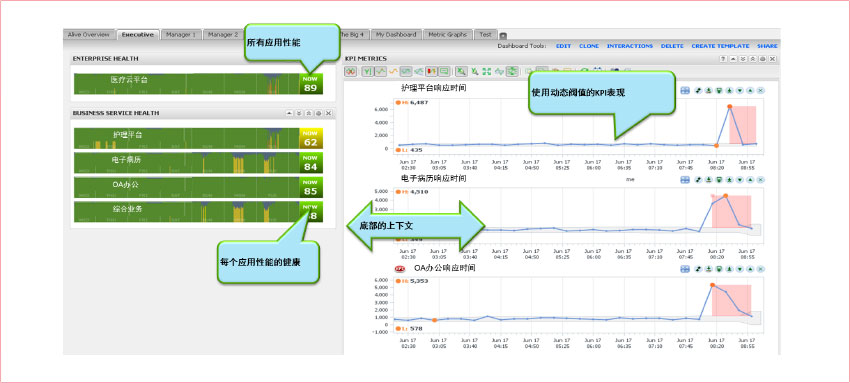 Alive Overview
Executive
Manager 1
Manager 2
The Big 4
My Dashboard
Metric Graphs
Test
所有应用性能
Dashboard Tools: EDIT CLONE INTERACTIONS DELETE CREATE TEMPLATE SHARE
ENTERPRISE HEALTH
医疗云平台
NOW
89
BUSINESS SERVICE HEALTH
护理平台
NOW
62
电子病历
NOW
84
OA办公
NOW
85
综合业务
NOW
每个应用性能的健康
底部的上下文
KPI METRICS
使用动态阀值的KPI表现
护理平台响应时间
6,000
4,000
2,000
0
Hi: 6,487
Li: 435
Jun 17 02:30
Jun 17 03:05
Jun 17 03:40
Jun 17 04:15
Jun 17 04:50
Jun 17 05:25
Jun 17 06:00
Jun 17 06:35
Jun 17 07:10
Jun 17 07:45
Jun 17 08:20
Jun 17 08:55
电子病历响应时间
me
5,000
4,000
3,000
2,000
1,000
0
Hi: 4,510
Jun 17 02:30
Jun 17 03:05
Jun 17 03:40
Jun 17 04:15
Jun 17 04:50
Jun 17 05:25
Jun 17 06:00
Jun 17 06:35
Jun 17 07:10
Jun 17 07:45
Jun 17 08:20
Jun 17 08:55
OA办公响应时间
6,000
5,000
4,000
3,000
2,000
1,000
0
-1,000
Hi: 5,353
Li: 578
Jun 17 02:30
Jun 17 03:05
Jun 17 03:40
Jun 17 04:15
Jun 17 04:50
Jun 17 05:25
Jun 17 06:00
Jun 17 06:35
Jun 17 07:10
Jun 17 07:45
Jun 17 08:20
Jun 17 08:55